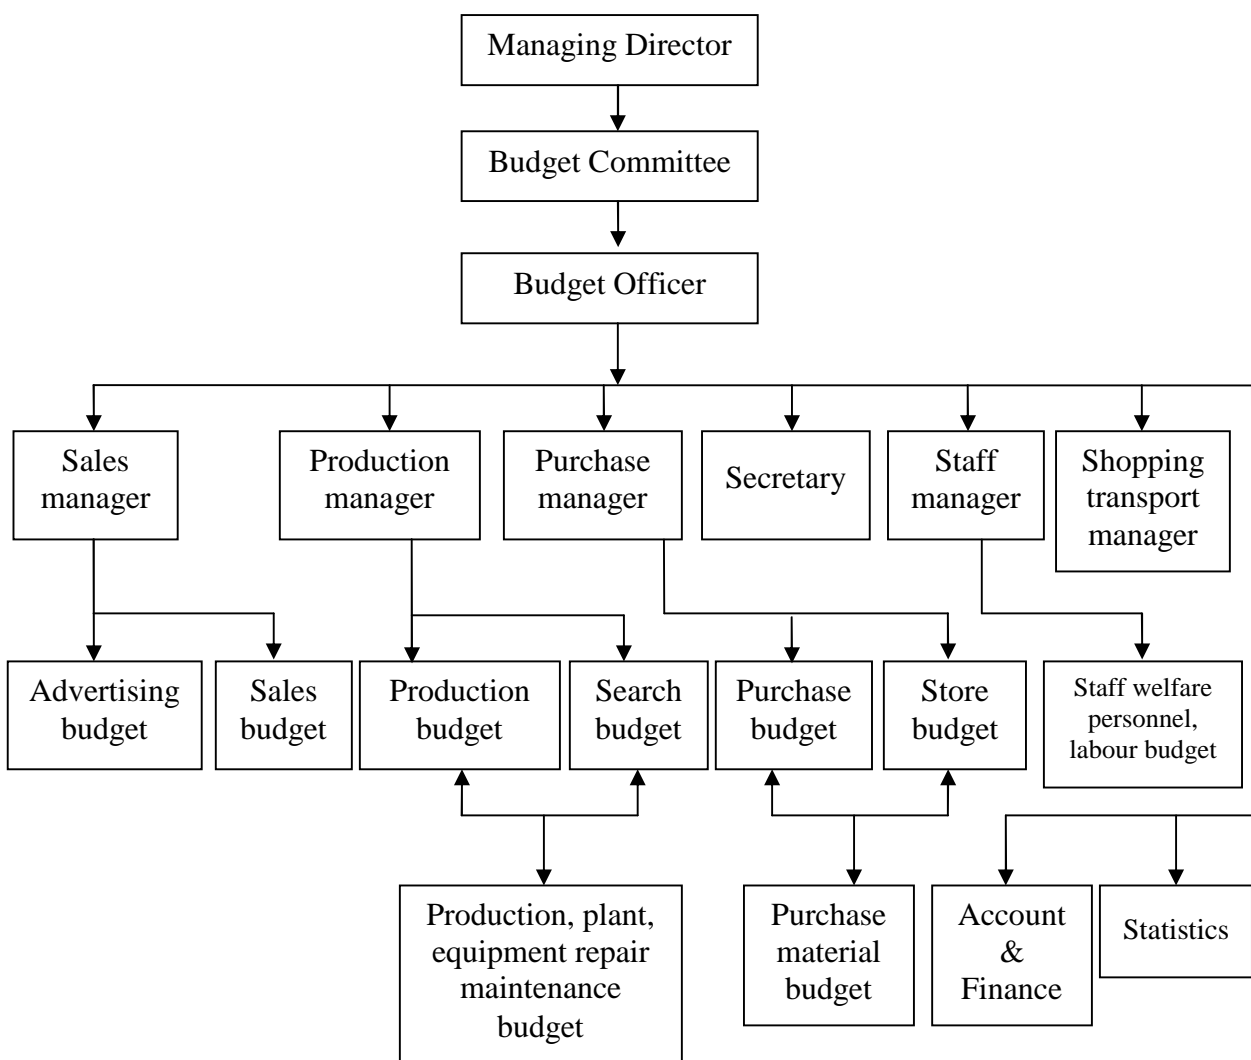 Managing Director
Budget Committee
Budget Officer
Sales
manager
Production
manager
Purchase
manager
Secretary
Staff
manager
Shopping
transport
manager
Advertising
budget
Sales
budget
Production
budget
Search
budget
Purchase
budget
Store
budget
Staff welfare
personnel,
labour budget
Production, plant,
equipment repair
maintenance
budget
Purchase
material
budget
Account
&
Finance
Statistics